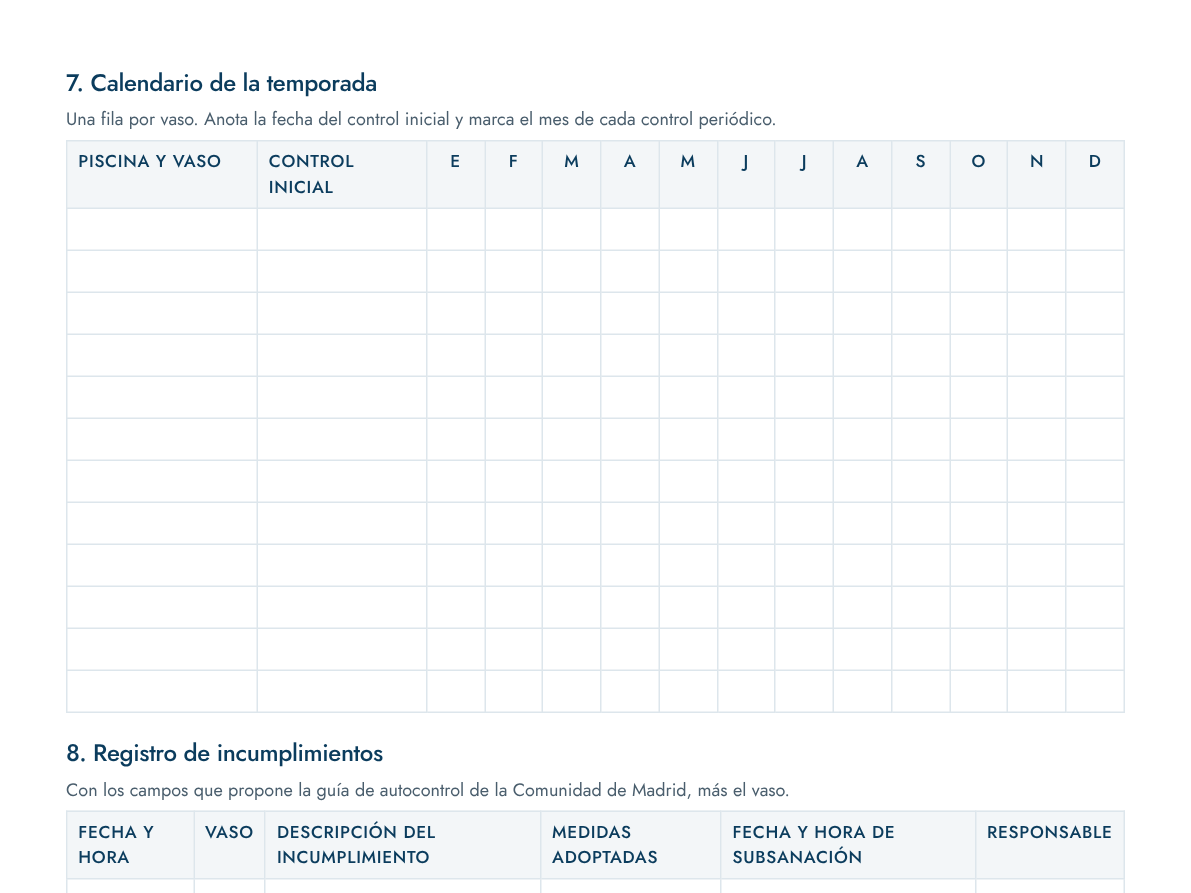 7. Calendario de la temporada
Una fila por vaso. Anota la fecha del control inicial y marca el mes de cada control periódico.
PISCINA Y VASO CONTROL INICIAL E F M A M J J A S O N D
8. Registro de incumplimientos
Con los campos que propone la guía de autocontrol de la Comunidad de Madrid, más el vaso.
FECHA Y HORA VASO DESCRIPCIÓN DEL INCUMPLIMIENTO MEDIDAS ADOPTADAS FECHA Y HORA DE SUBSANACIÓN RESPONSABLE